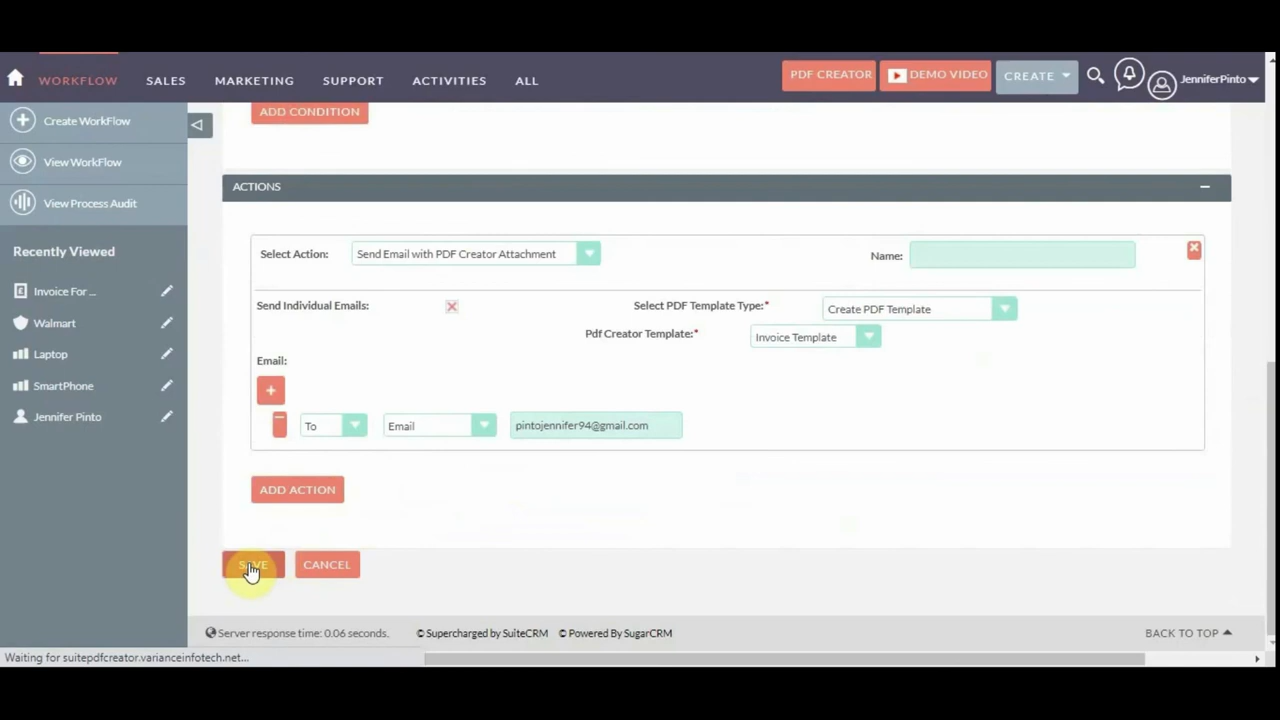 WORKFLOW SALES MARKETING SUPPORT ACTIVITIES ALL PDF CREATOR DEMO VIDEO CREATE JenniferPinto
Create WorkFlow
View WorkFlow
View Process Audit
Recently Viewed
Invoice For ...
Walmart
Laptop
SmartPhone
Jennifer Pinto
ADD CONDITION
ACTIONS
Select Action: Send Email with PDF Creator Attachment Name:
Send Individual Emails: Select PDF Template Type:* Create PDF Template
Pdf Creator Template:* Invoice Template
Email:
To Email pintojennifer94@gmail.com
ADD ACTION
SAVE CANCEL
Server response time: 0.06 seconds. © Supercharged by SuiteCRM © Powered By SugarCRM BACK TO TOP
Waiting for suitepdfcreator.varianceinfotech.net...